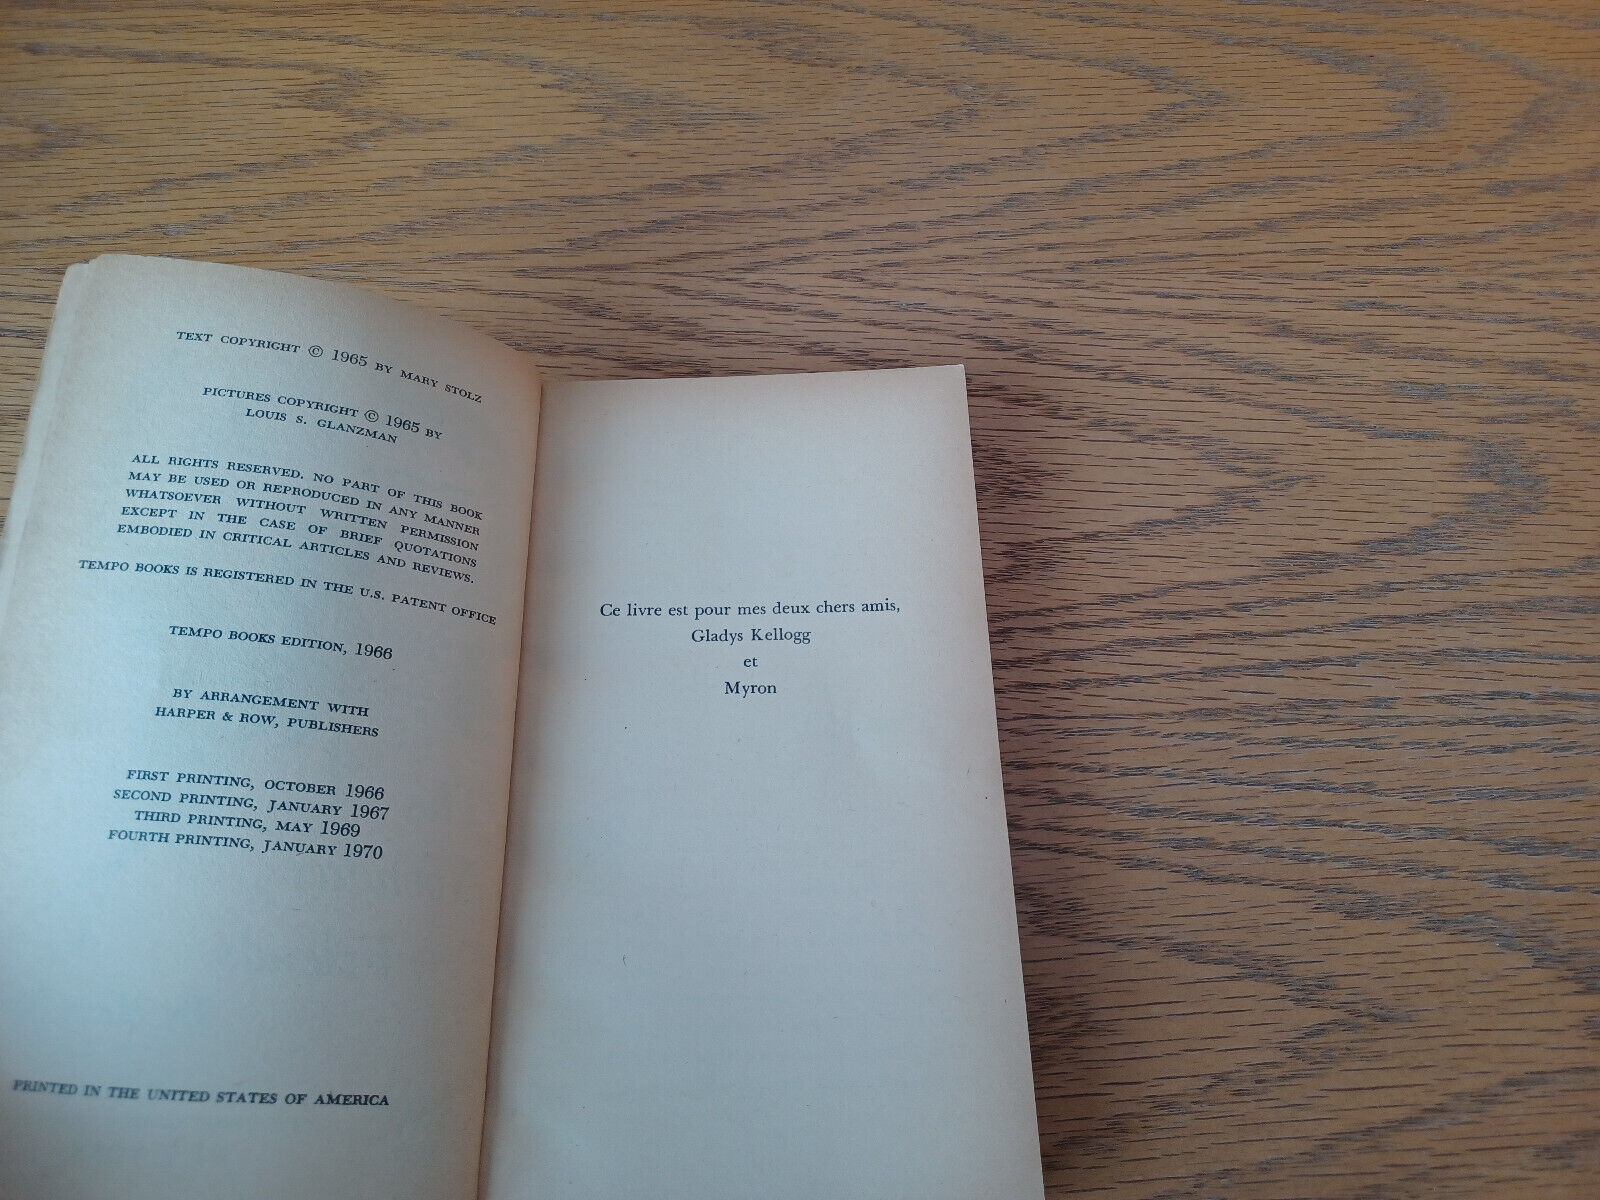 TEXT COPYRIGHT © 1965 BY MARY STOLZ
PICTURES COPYRIGHT © 1965 BY
LOUIS S. GLANZMAN
ALL RIGHTS RESERVED. NO PART OF THIS BOOK
MAY BE USED OR REPRODUCED IN ANY MANNER
WHATSOEVER WITHOUT WRITTEN PERMISSION
EXCEPT IN THE CASE OF BRIEF QUOTATIONS
EMBODIED IN CRITICAL ARTICLES AND REVIEWS.
TEMPO BOOKS IS REGISTERED IN THE U.S. PATENT OFFICE
TEMPO BOOKS EDITION, 1966
BY ARRANGEMENT WITH
HARPER & ROW, PUBLISHERS
FIRST PRINTING, OCTOBER 1966
SECOND PRINTING, JANUARY 1967
THIRD PRINTING, MAY 1969
FOURTH PRINTING, JANUARY 1970
PRINTED IN THE UNITED STATES OF AMERICA
Ce livre est pour mes deux chers amis,
Gladys Kellogg
et
Myron